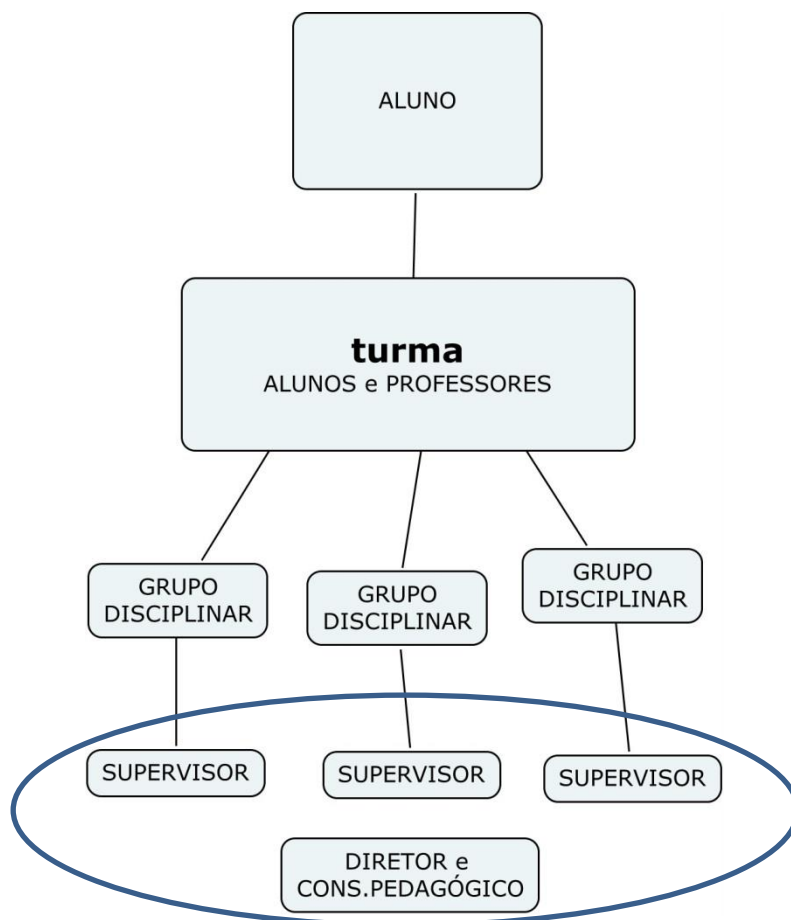 ALUNO
turma
ALUNOS e PROFESSORES
GRUPO
DISCIPLINAR
GRUPO
DISCIPLINAR
GRUPO
DISCIPLINAR
SUPERVISOR
SUPERVISOR
SUPERVISOR
DIRETOR e
CONS.PEDAGÓGICO